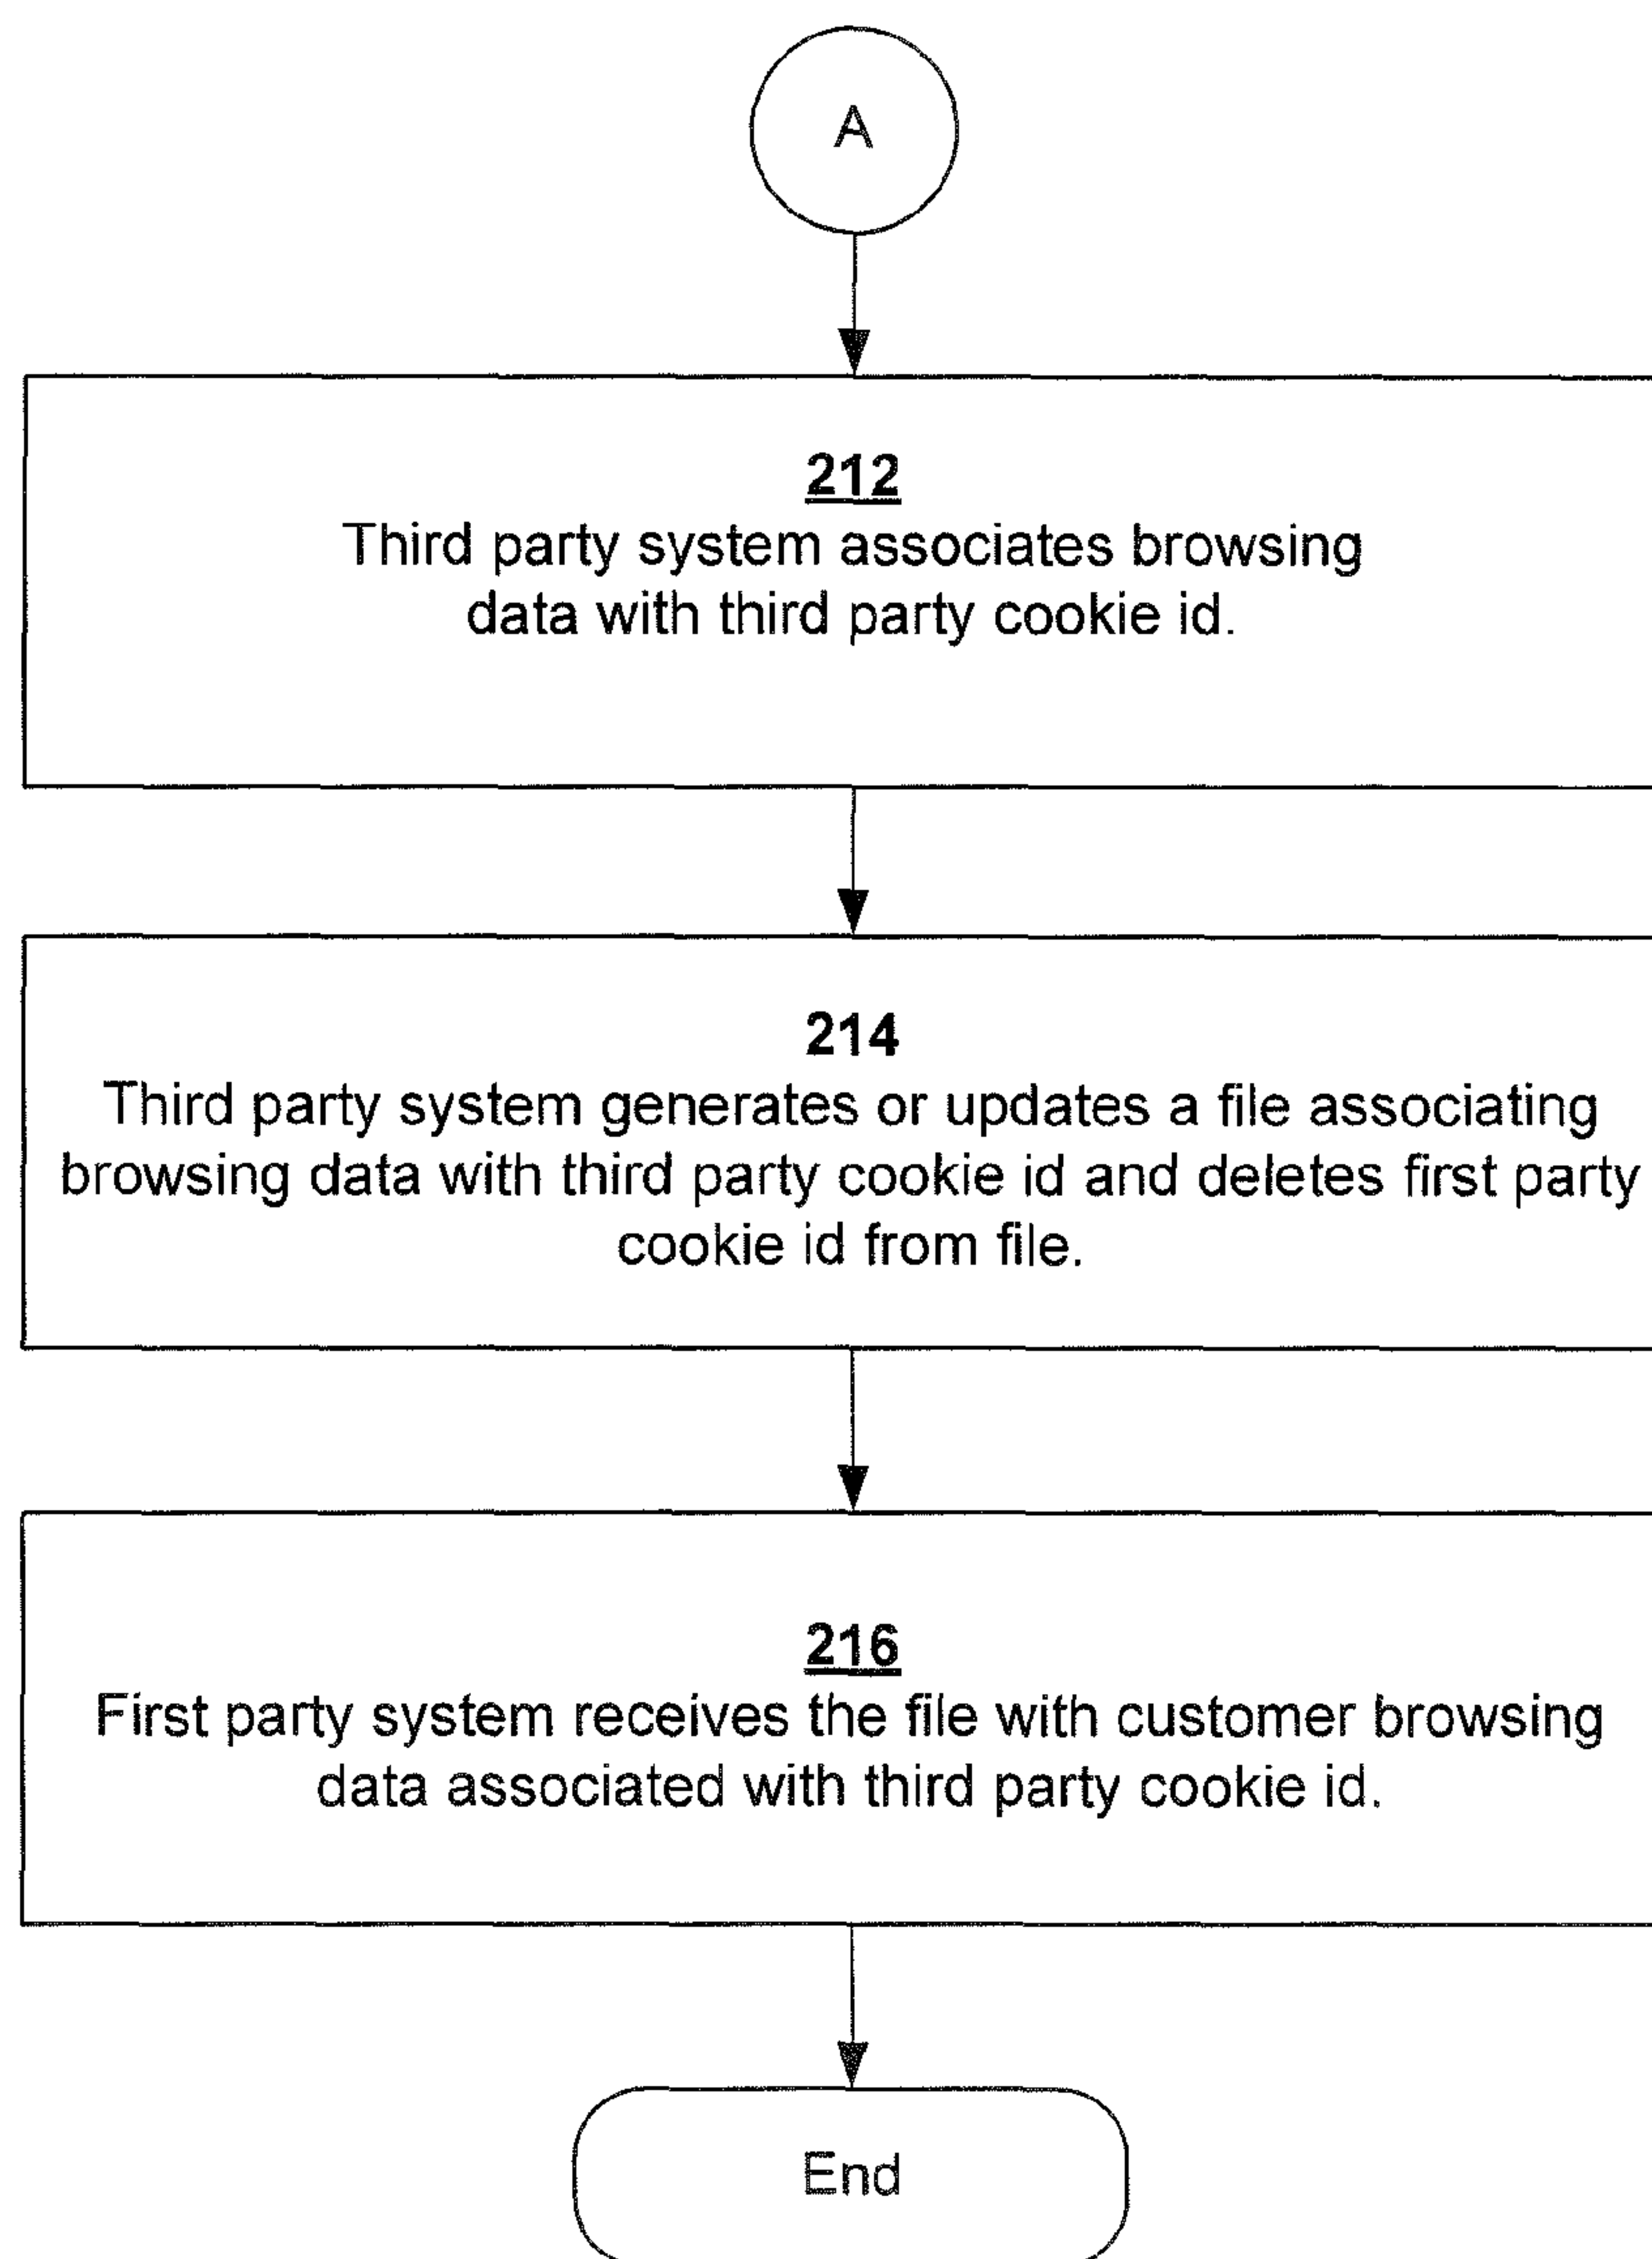 A
212
Third party system associates browsing
data with third party cookie id.
214
Third party system generates or updates a file associating
browsing data with third party cookie id and deletes first party
cookie id from file.
216
First party system receives the file with customer browsing
data associated with third party cookie id.
End